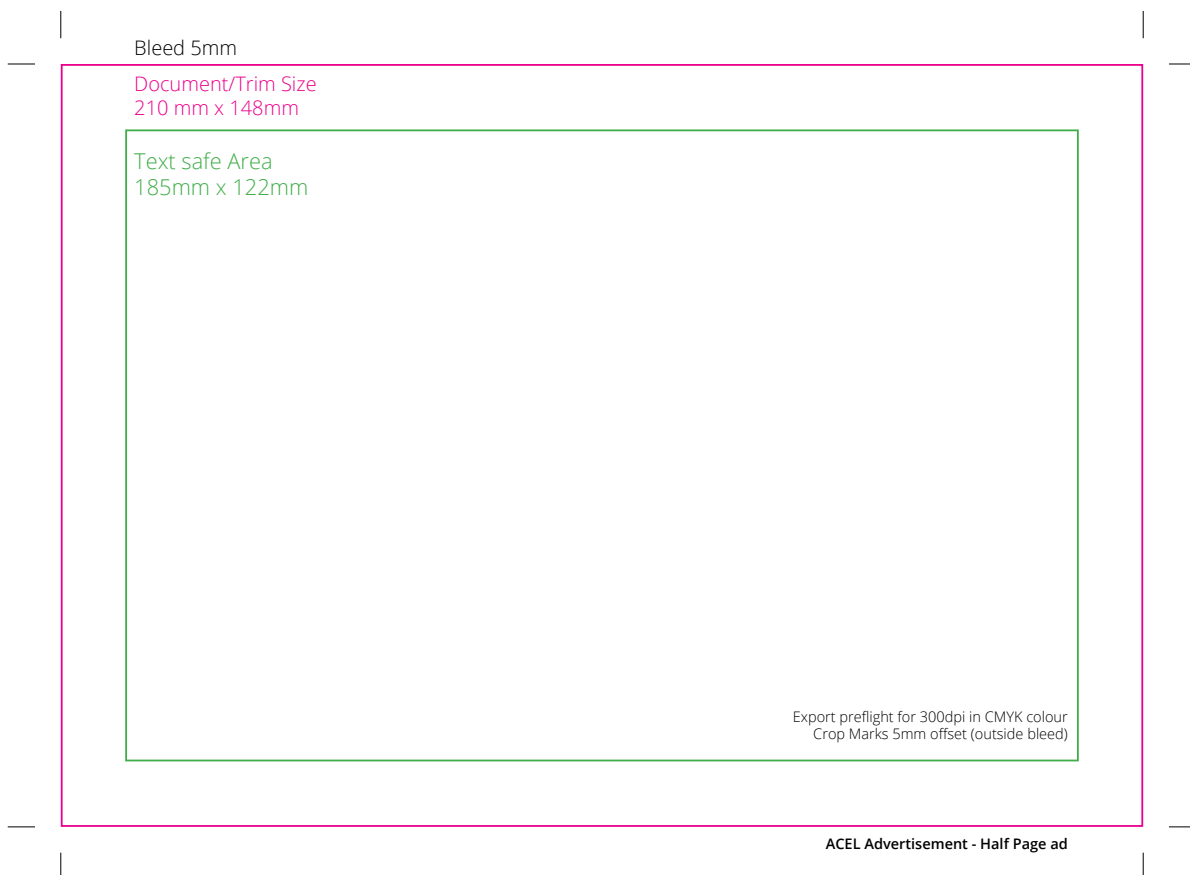 Bleed 5mm
Document/Trim Size
210 mm x 148mm
Text safe Area
185mm x 122mm
Export preflight for 300dpi in CMYK colour
Crop Marks 5mm offset (outside bleed)
ACEL Advertisement - Half Page ad